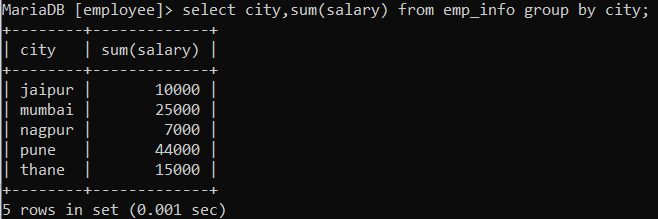 MariaDB [employee]> select city,sum(salary) from emp_info group by city;
+--------+-------------+
| city   | sum(salary) |
+--------+-------------+
| jaipur |       10000 |
| mumbai |       25000 |
| nagpur |        7000 |
| pune   |       44000 |
| thane  |       15000 |
+--------+-------------+
5 rows in set (0.001 sec)